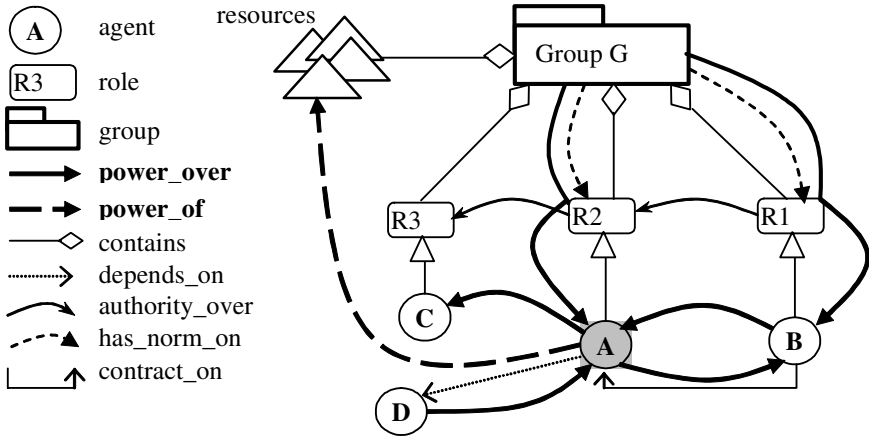 A agent
R3 role
group
power_over
power_of
contains
depends_on
authority_over
has_norm_on
contract_on
resources
Group G
R3
R2
R1
C
A
B
D